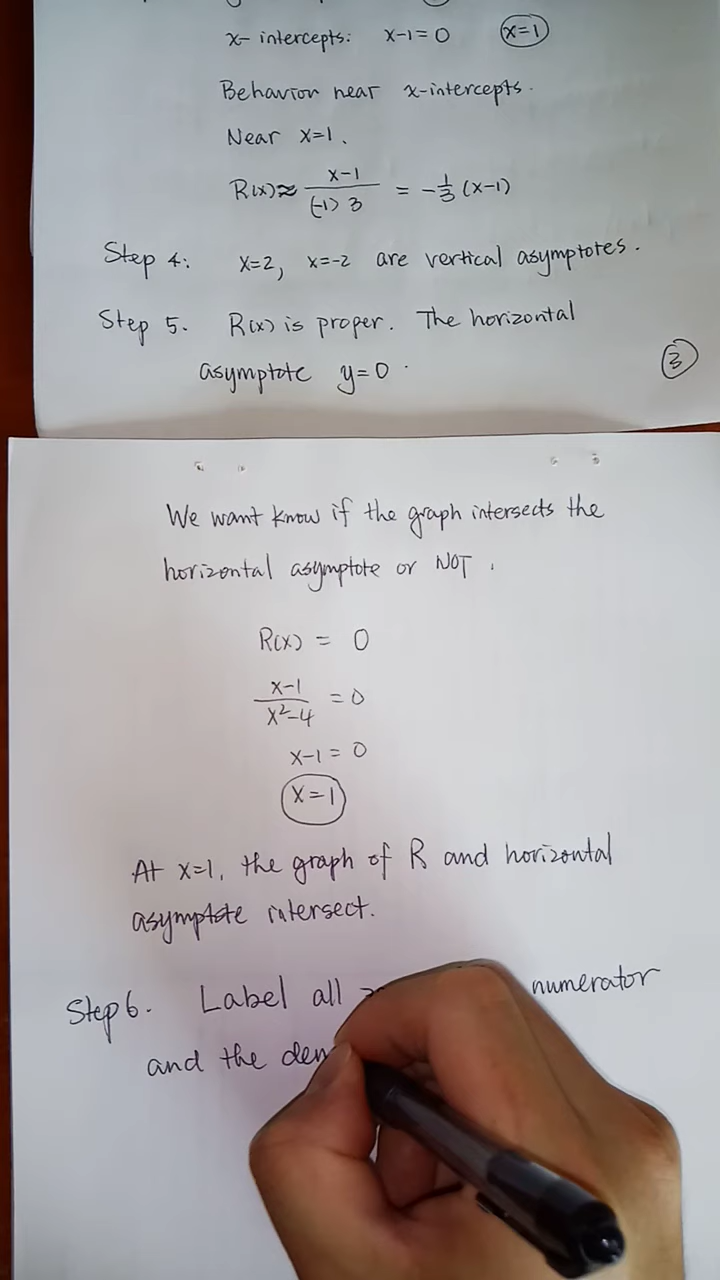 x- intercepts: x-1=0 x=1
Behavior near x-intercepts.
Near x=1.
R(x)≈ (x-1)/((-1)3) = -1/3 (x-1)
Step 4: x=2, x=-2 are vertical asymptotes.
Step 5. R(x) is proper. The horizontal
asymptote y=0.
3
We want know if the graph intersects the
horizontal asymptote or NOT.
R(x) = 0
(x-1)/(x²-4) = 0
x-1=0
x=1
At x=1, the graph of R and horizontal
asymptote intersect.
Step 6. Label all numerator
and the den